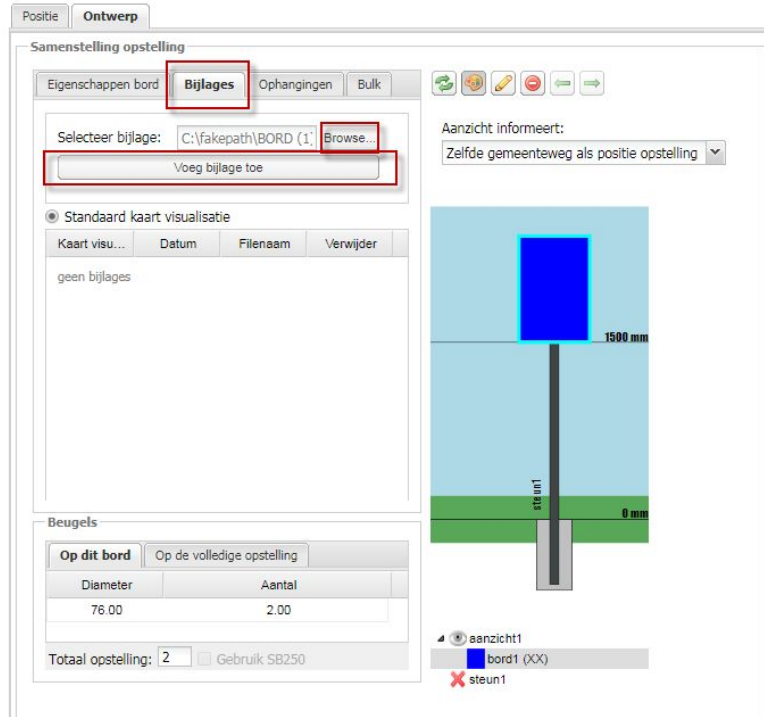 Positie Ontwerp
Samenstelling opstelling
Eigenschappen bord Bijlages Ophangingen Bulk
Selecteer bijlage: C:\fakepath\BORD (1) Browse...
Voeg bijlage toe
Standaard kaart visualisatie
Kaart visu... Datum Filenaam Verwijder
geen bijlages
Beugels
Op dit bord Op de volledige opstelling
Diameter Aantal
76.00 2.00
Totaal opstelling: 2 Gebruik SB250
Aanzicht informeert:
Zelfde gemeenteweg als positie opstelling
1500 mm
steun1
0 mm
aanzicht1
bord1 (XX)
steun1